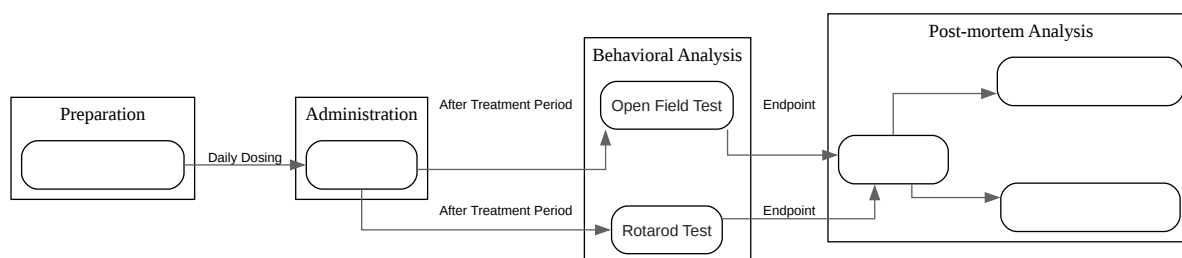 Post-mortem Analysis
Behavioral Analysis
After Treatment Period
Open Field Test
Endpoint
Preparation
Administration
Daily Dosing
After Treatment Period
Rotarod Test
Endpoint